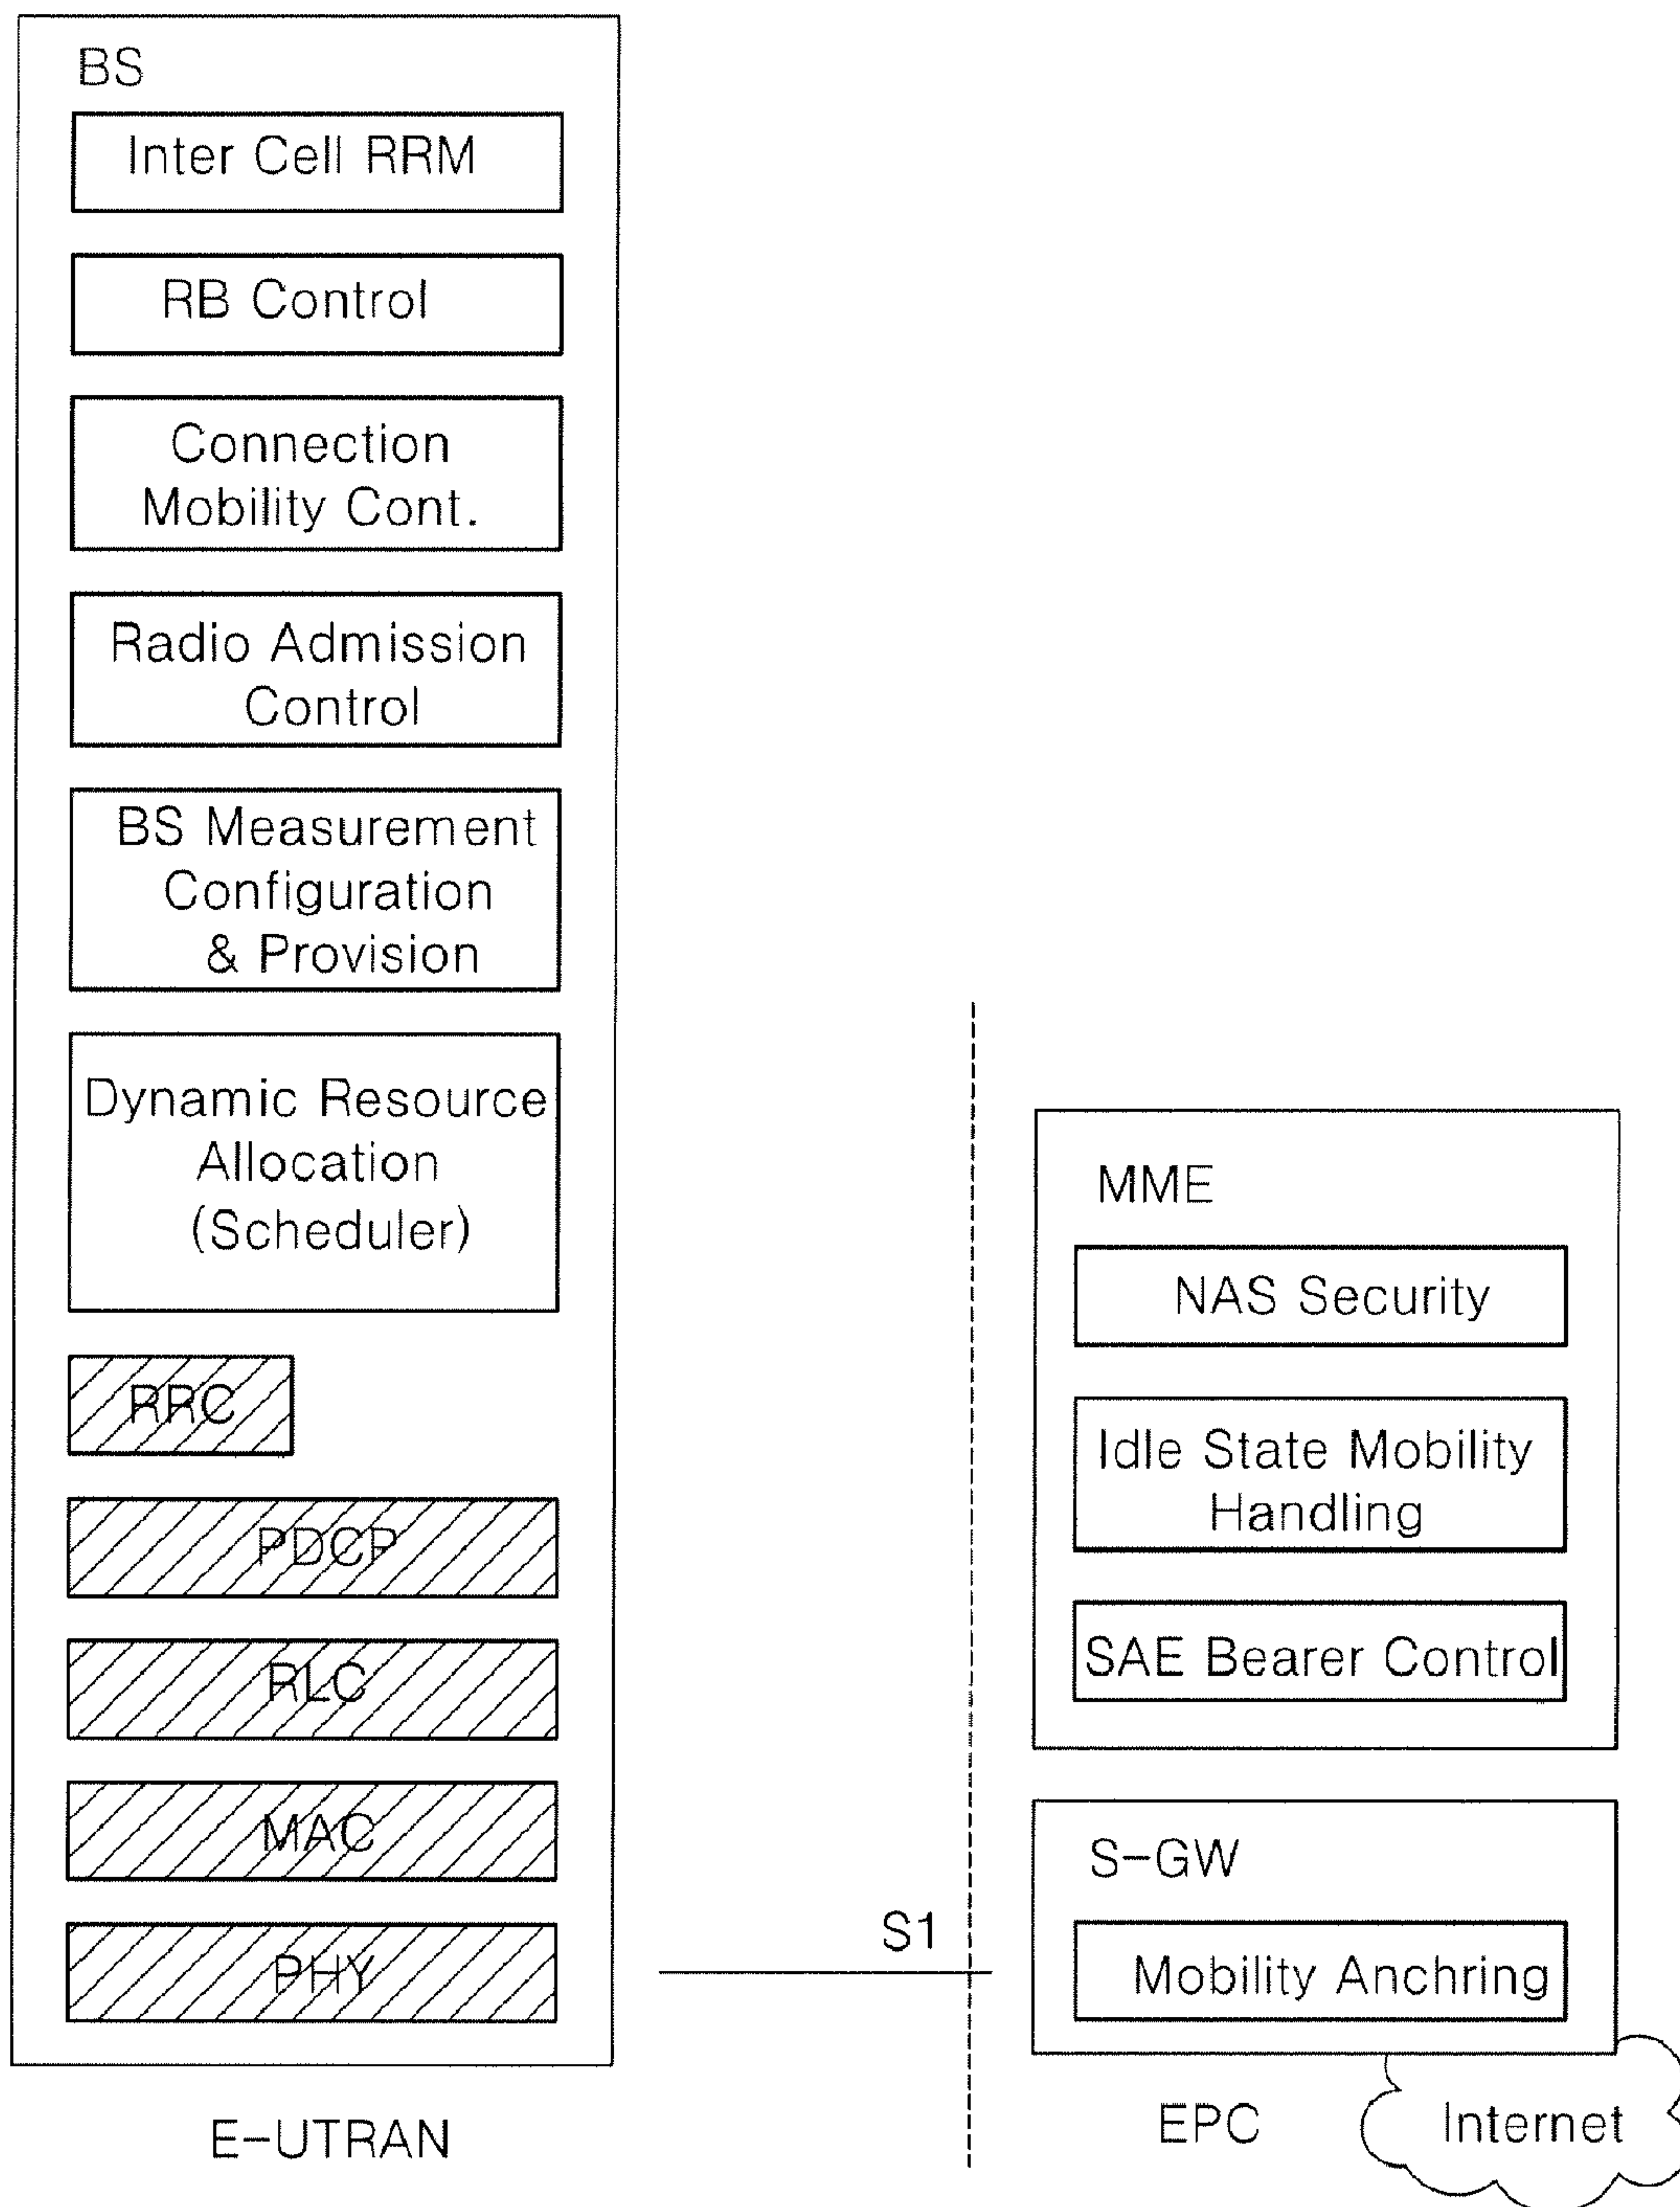 BS
Inter Cell RRM
RB Control
Connection
Mobility Cont.
Radio Admission
Control
BS Measurement
Configuration
& Provision
Dynamic Resource
Allocation
(Scheduler)
RRC
PDCP
RLC
MAC
PHY
E-UTRAN
S1
MME
NAS Security
Idle State Mobility
Handling
SAE Bearer Control
S-GW
Mobility Anchring
EPC
Internet